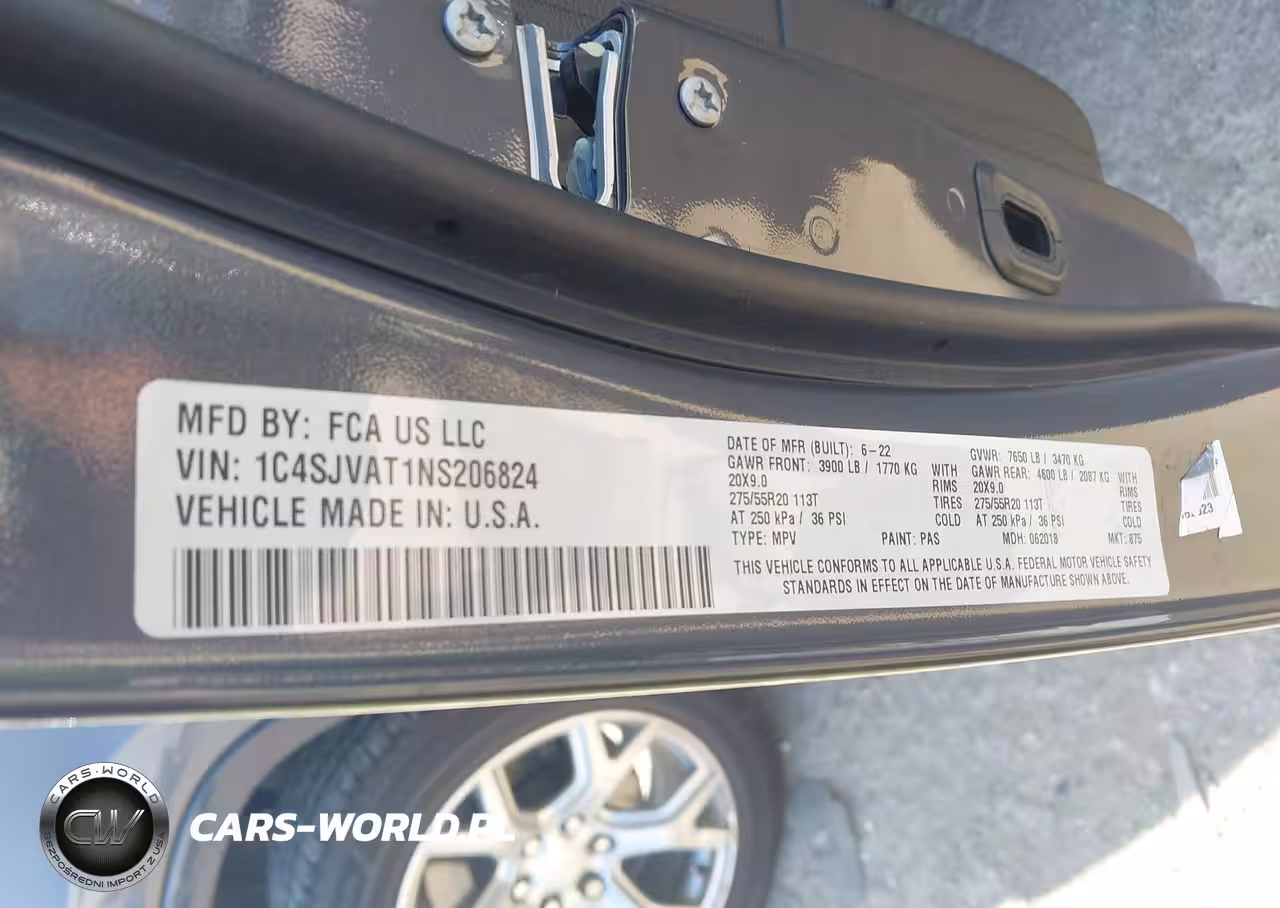 MFD BY: FCA US LLC
VIN: 1C4SJVAT1NS206824
VEHICLE MADE IN: U.S.A.
DATE OF MFR (BUILT): 6-22 GVWR: 7650 LB / 3470 KG
GAWR FRONT: 3900 LB / 1770 KG WITH GAWR REAR: 4600 LB / 2087 KG WITH
20X9.0 RIMS 20X9.0 RIMS
275/55R20 113T TIRES 275/55R20 113T TIRES
AT 250 kPa / 36 PSI COLD AT 250 kPa / 36 PSI COLD
TYPE: MPV PAINT: PAS MDH: 062018 MKT: 875
THIS VEHICLE CONFORMS TO ALL APPLICABLE U.S.A. FEDERAL MOTOR VEHICLE SAFETY
STANDARDS IN EFFECT ON THE DATE OF MANUFACTURE SHOWN ABOVE.
CARS-WORLD
CW
BEZPOŚREDNI IMPORT Z USA
CARS-WORLD.PL